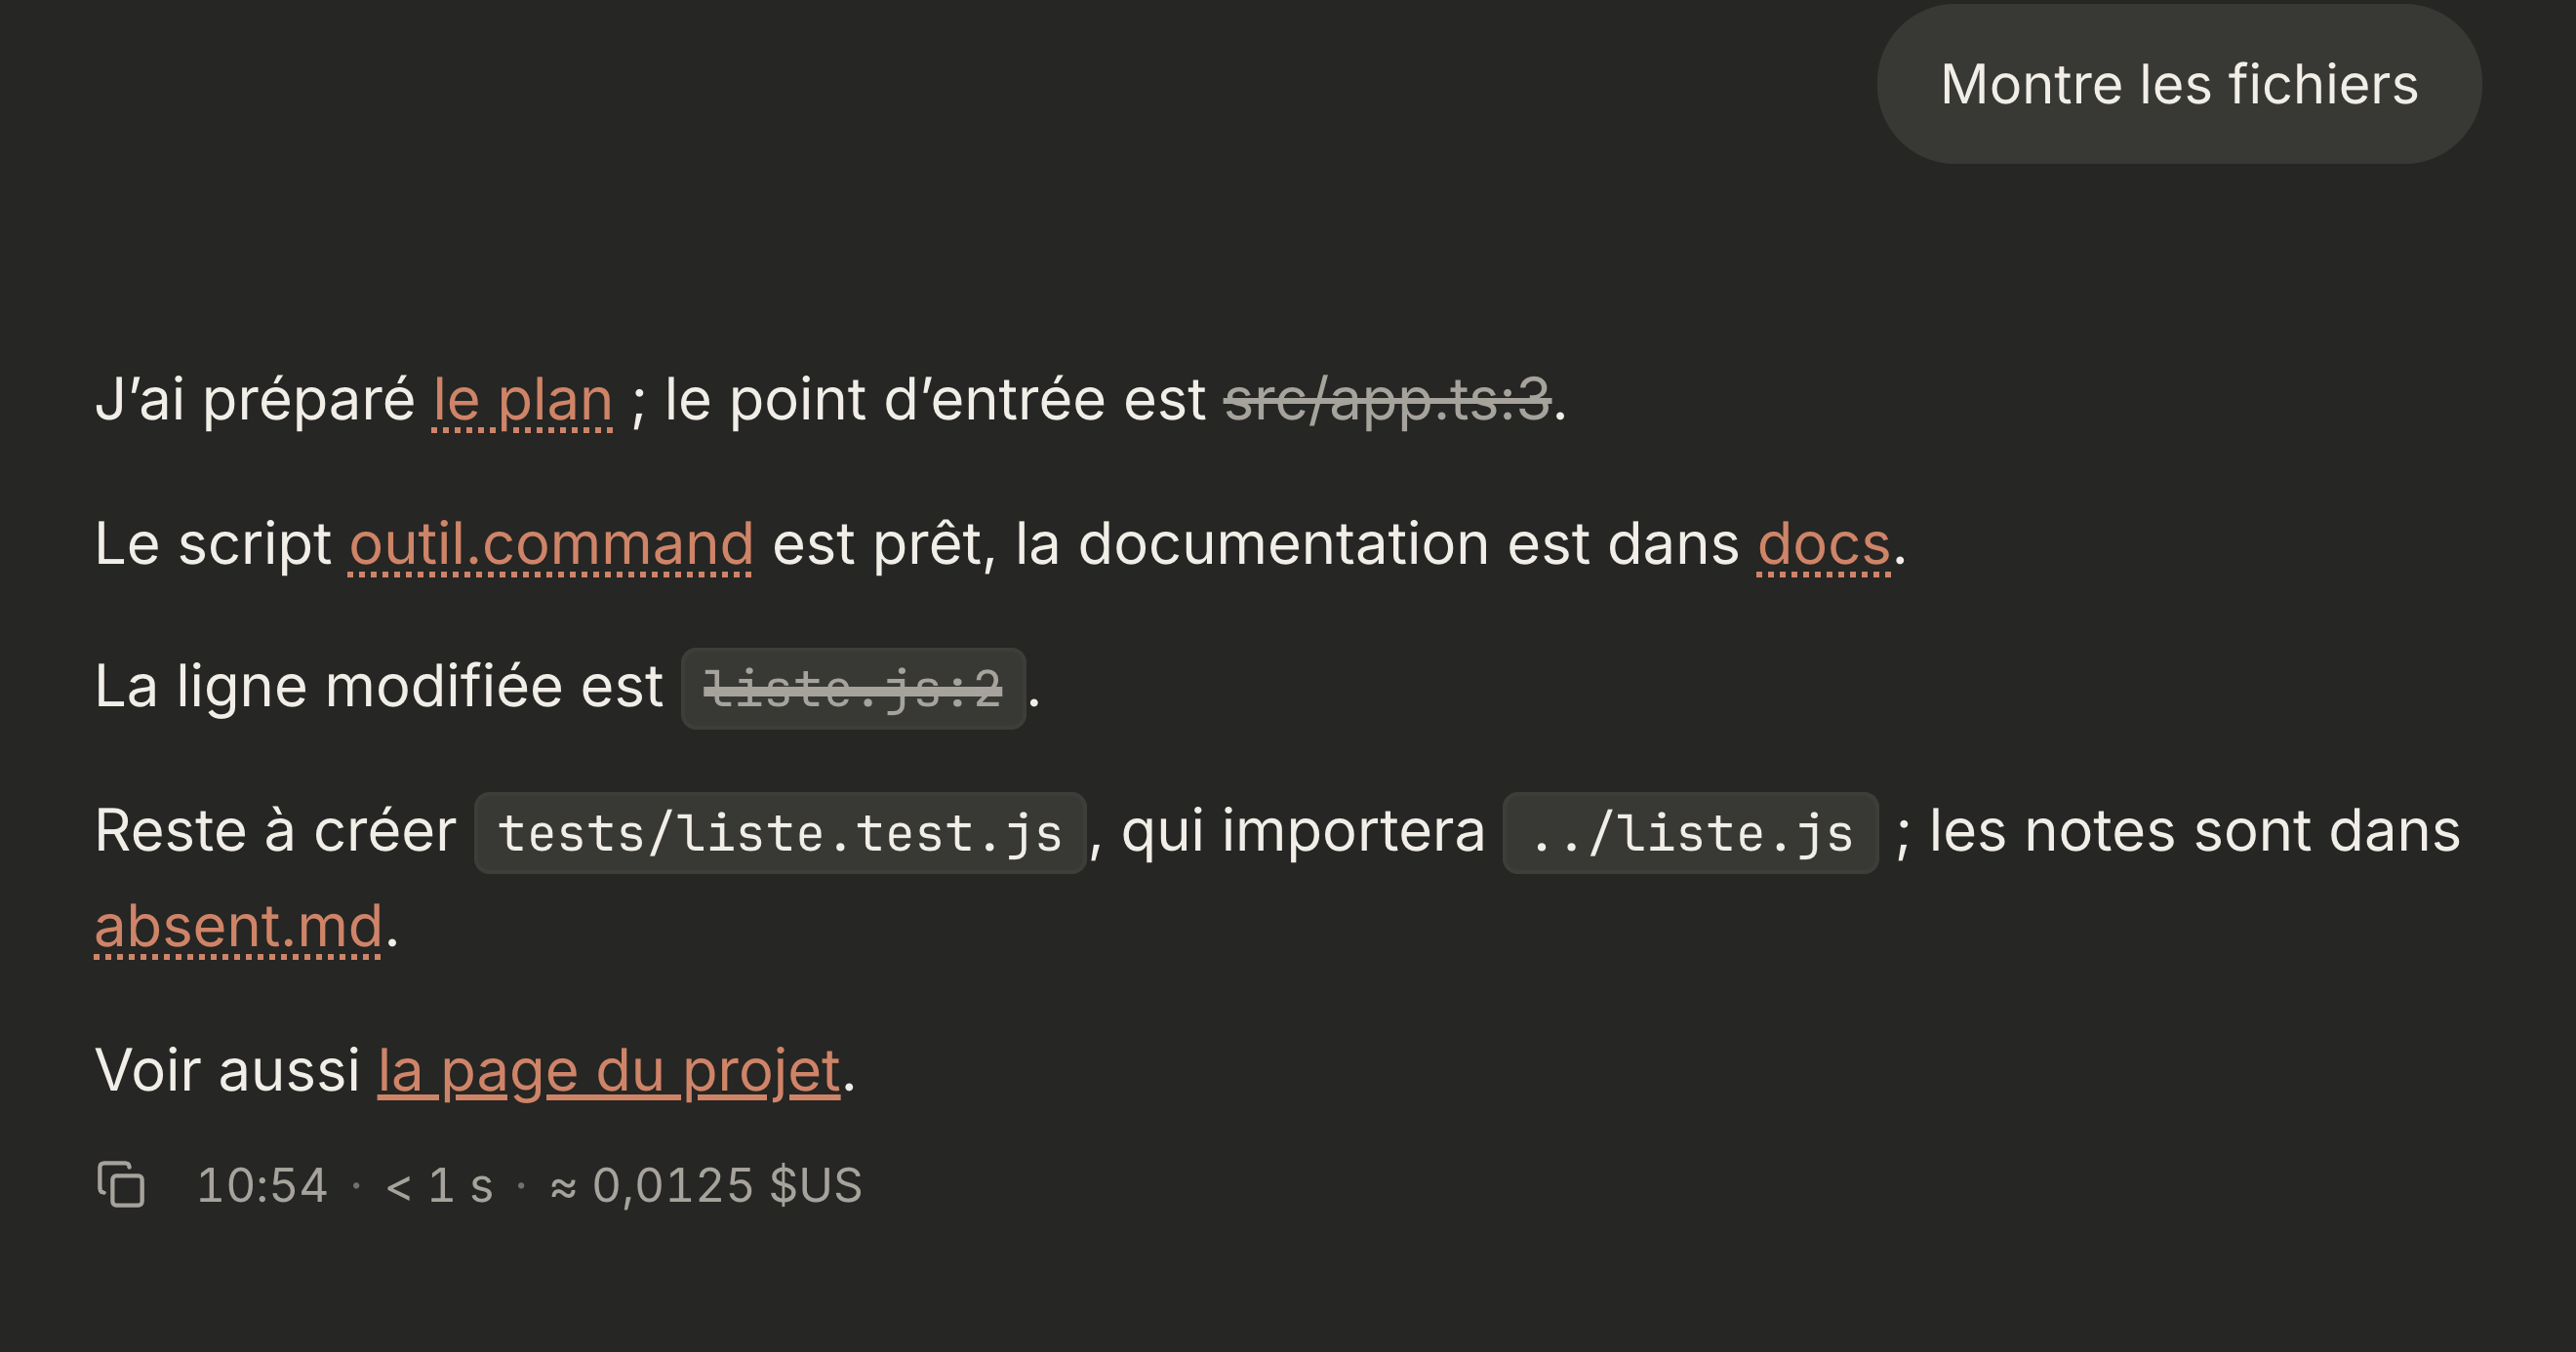 Montre les fichiers
J’ai préparé le plan ; le point d’entrée est src/app.ts:3.
Le script outil.command est prêt, la documentation est dans docs.
La ligne modifiée est liste.js:2.
Reste à créer tests/liste.test.js, qui importera ../liste.js ; les notes sont dans
absent.md.
Voir aussi la page du projet.
10:54 · < 1 s · ≈ 0,0125 $US